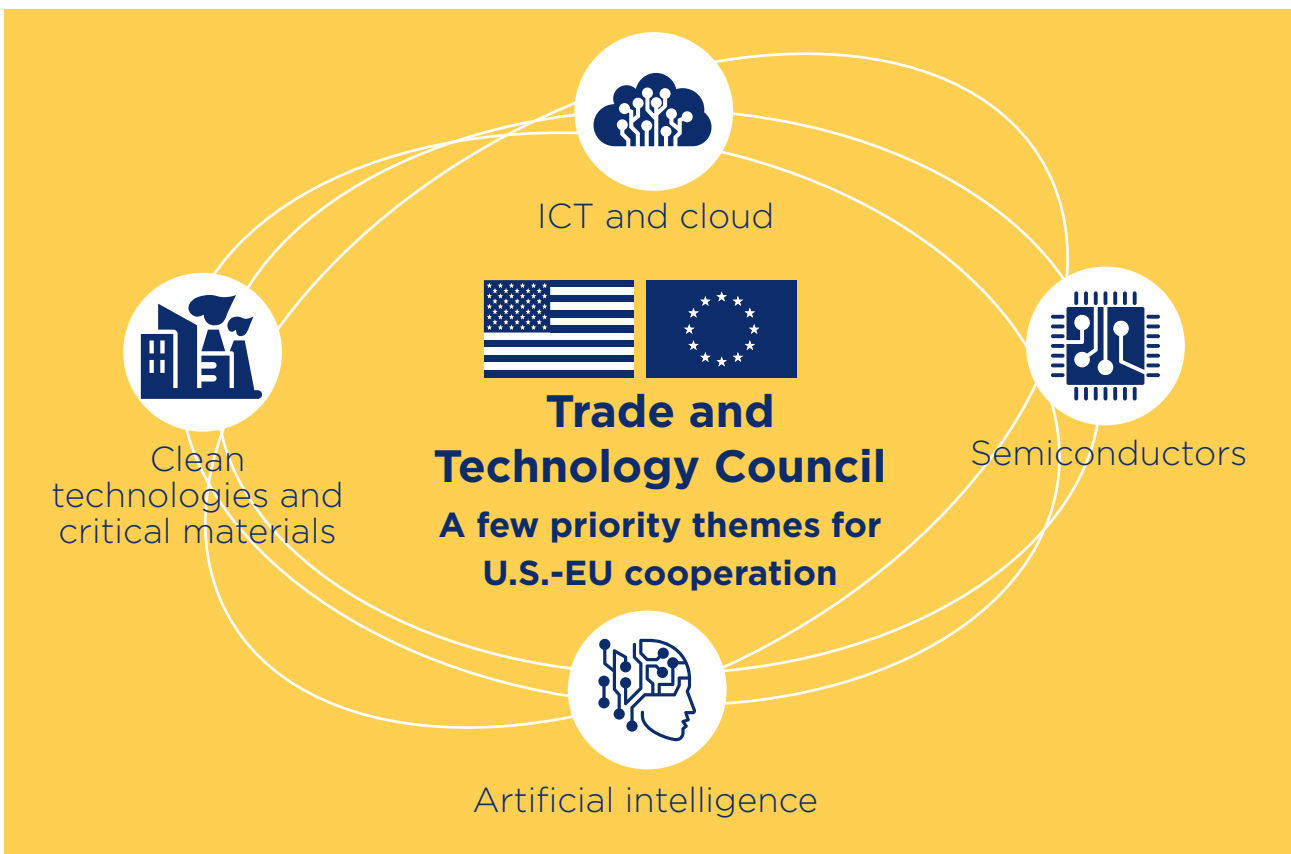 ICT and cloud
Trade and
Technology Council
A few priority themes for
U.S.-EU cooperation
Clean
technologies and
critical materials
Semiconductors
Artificial intelligence